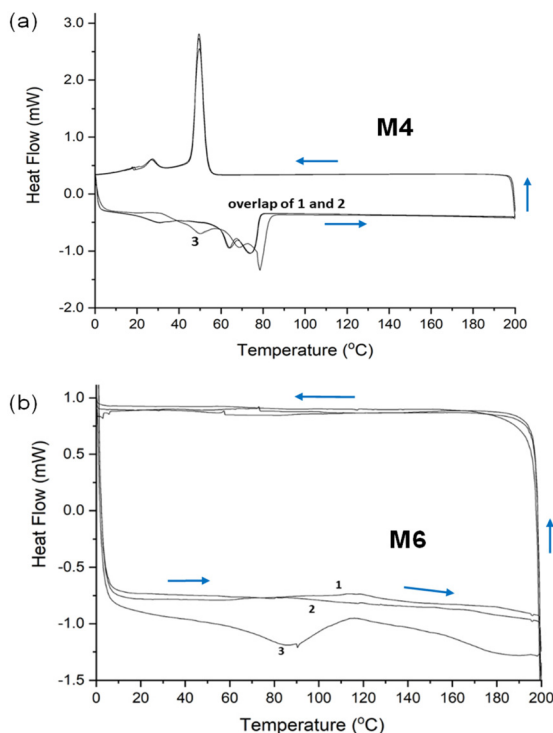 (a)
3.0
2.0
1.0
0.0
-1.0
-2.0
Heat Flow (mW)
M4
overlap of 1 and 2
3
0 20 40 60 80 100 120 140 160 180 200
Temperature (°C)
(b)
1.0
0.5
0.0
-0.5
-1.0
-1.5
Heat Flow (mW)
M6
1
2
3
0 20 40 60 80 100 120 140 160 180 200
Temperature (°C)